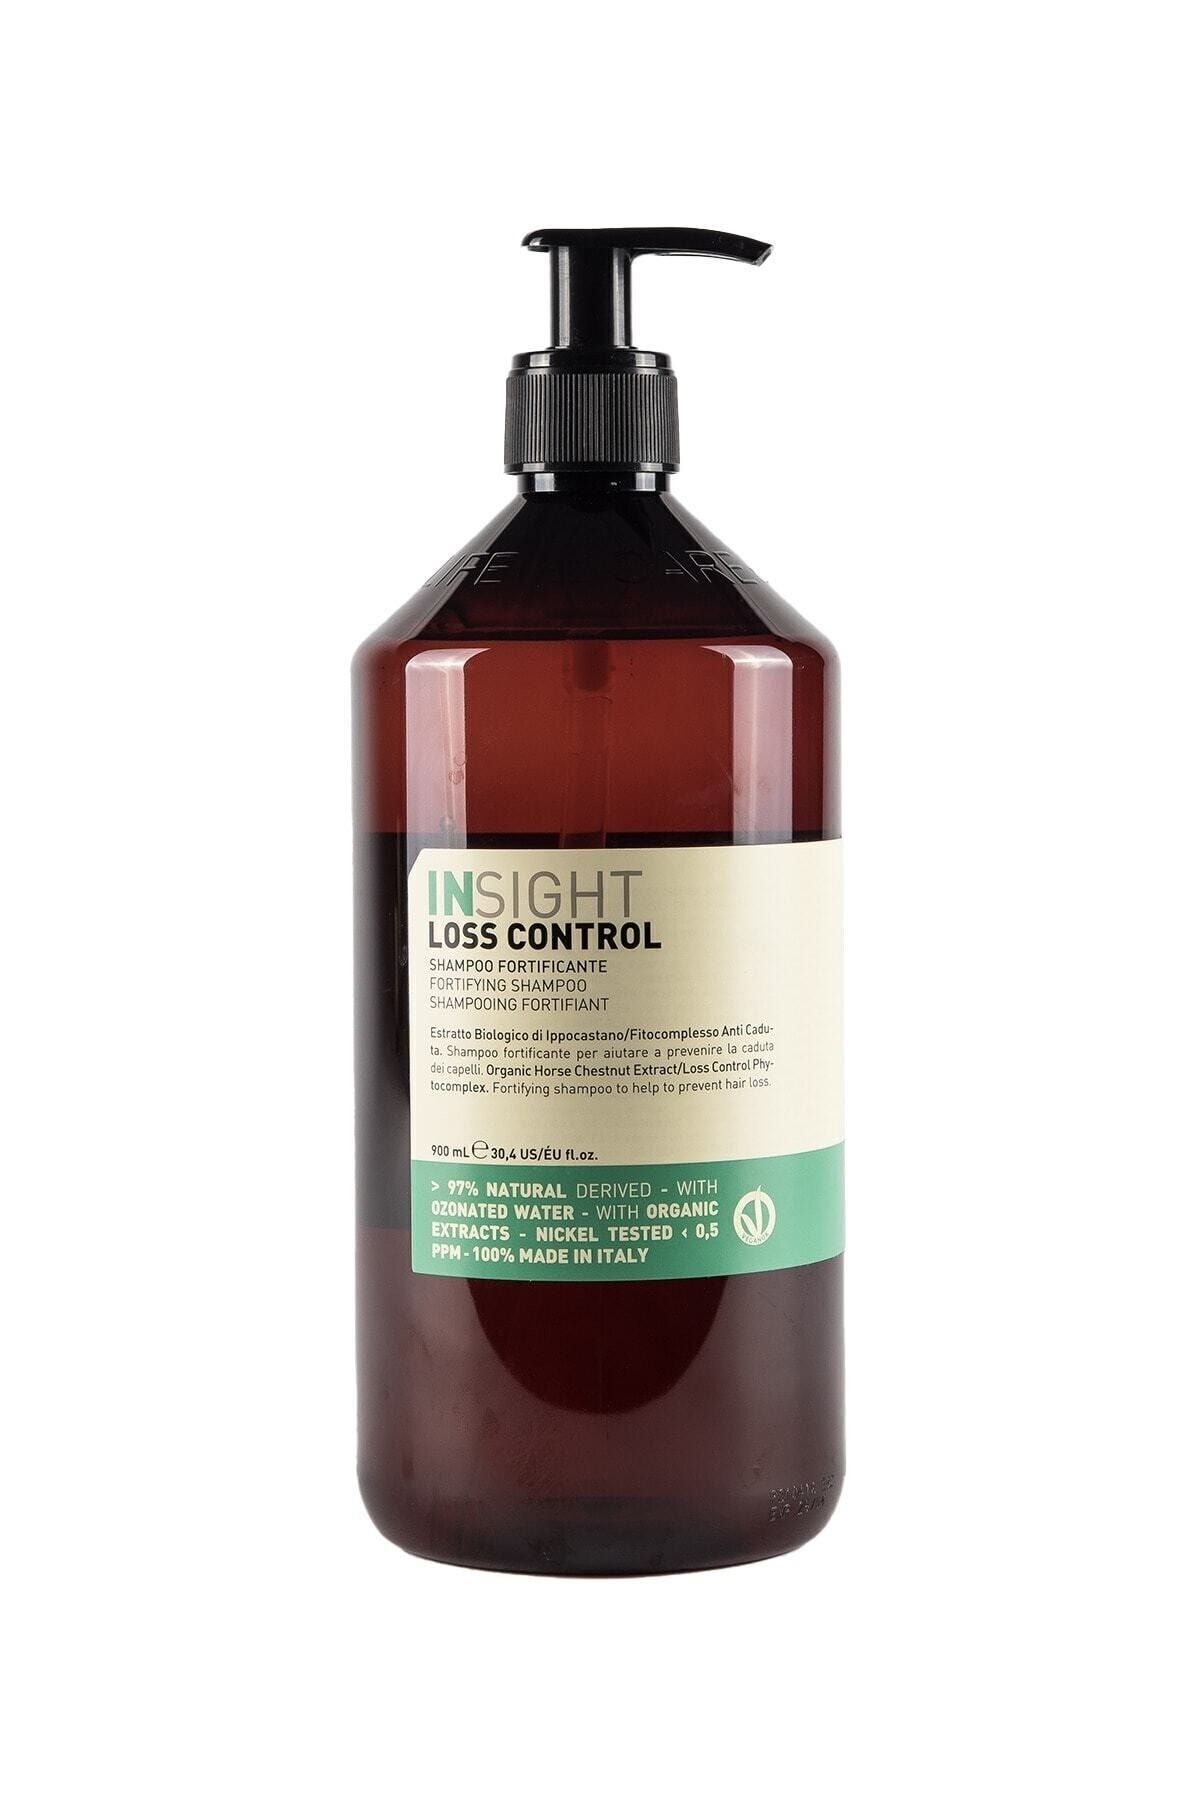 INSIGHT
LOSS CONTROL
SHAMPOO FORTIFICANTE
FORTIFYING SHAMPOO
SHAMPOOING FORTIFIANT
Estratto Biologico di Ippocastano/Fitocomplesso Anti Cadu-
ta. Shampoo fortificante per aiutare a prevenire la caduta
dei capelli. Organic Horse Chestnut Extract/Loss Control Phy-
tocomplex. Fortifying shampoo to help to prevent hair loss.
900 mL ℮ 30,4 US/ÉU fl.oz.
> 97% NATURAL DERIVED - WITH
OZONATED WATER - WITH ORGANIC
EXTRACTS - NICKEL TESTED < 0,5
PPM - 100% MADE IN ITALY
VEGANOK